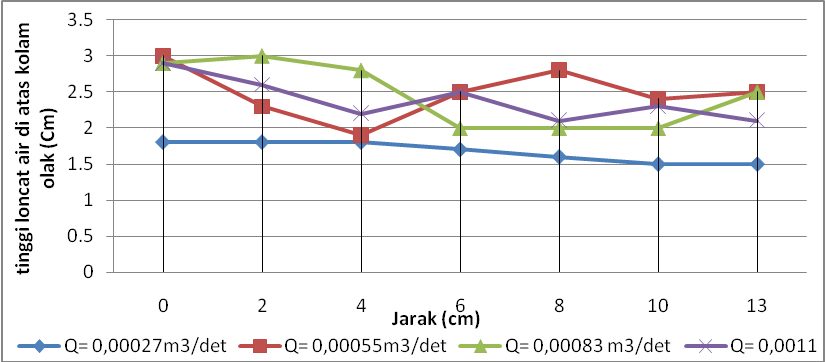 tinggi loncat air di atas kolam
olak (Cm)
3.5
3
2.5
2
1.5
1
0.5
0
0 2 4 6 8 10 13
Jarak (cm)
Q= 0,00027m3/det Q= 0,00055m3/det Q= 0,00083 m3/det Q= 0,0011